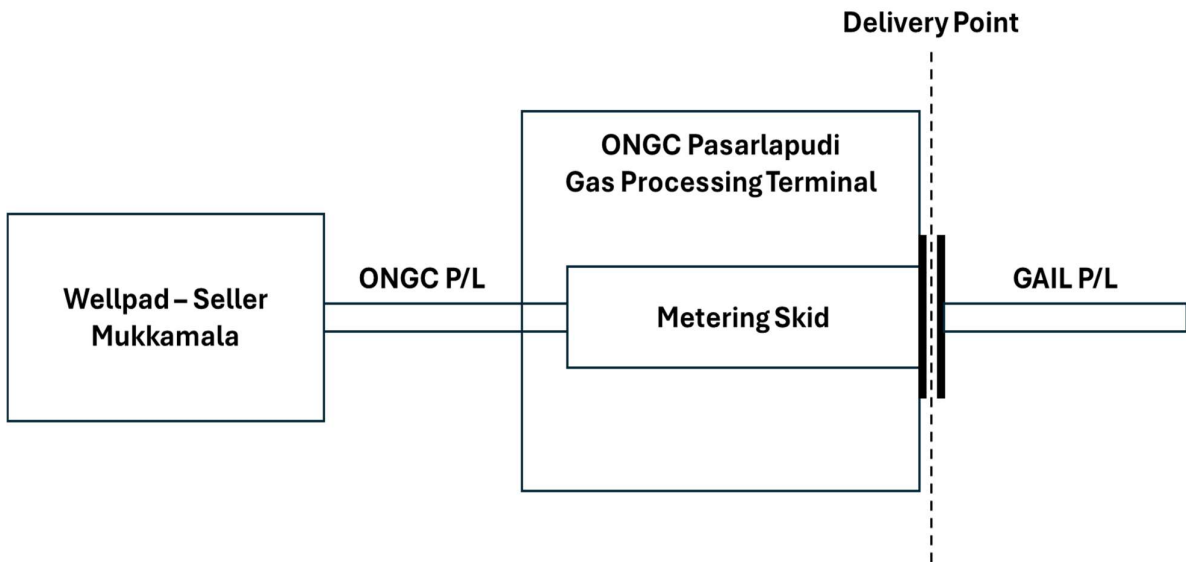 Delivery Point
ONGC Pasarlapudi
Gas Processing Terminal
Wellpad – Seller
Mukkamala
ONGC P/L
Metering Skid
GAIL P/L